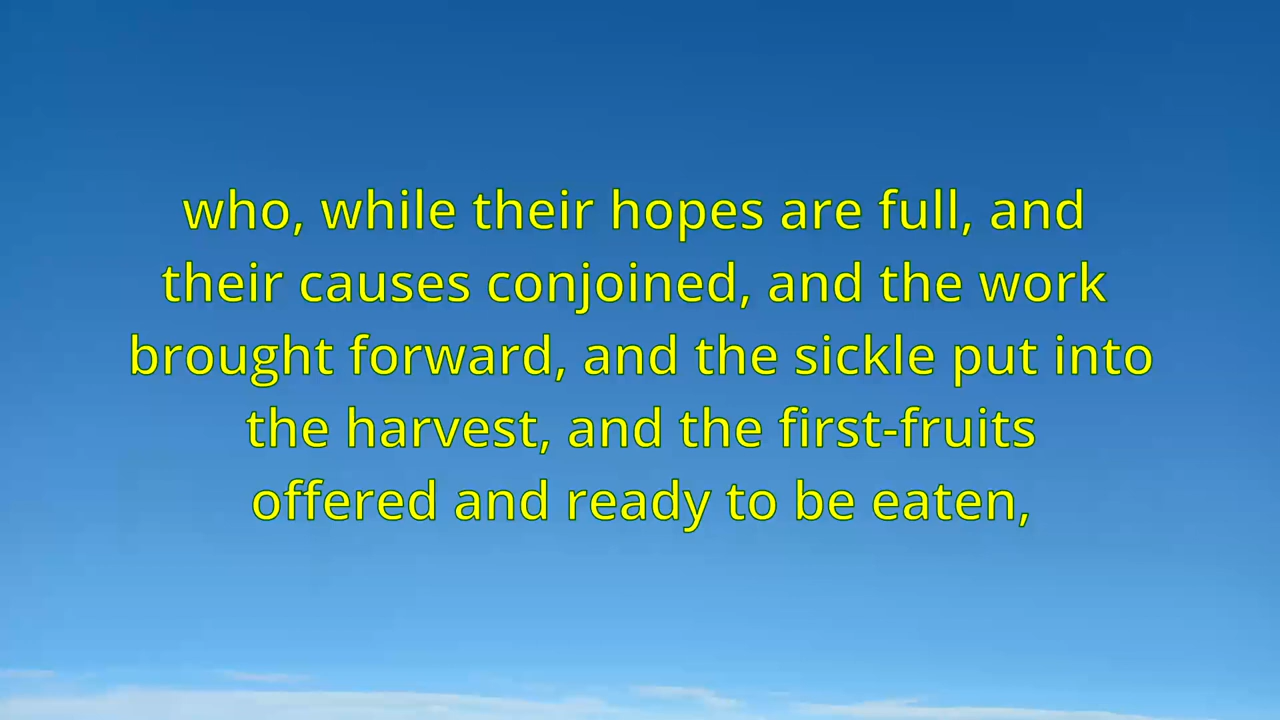 who, while their hopes are full, and
their causes conjoined, and the work
brought forward, and the sickle put into
the harvest, and the first-fruits
offered and ready to be eaten,